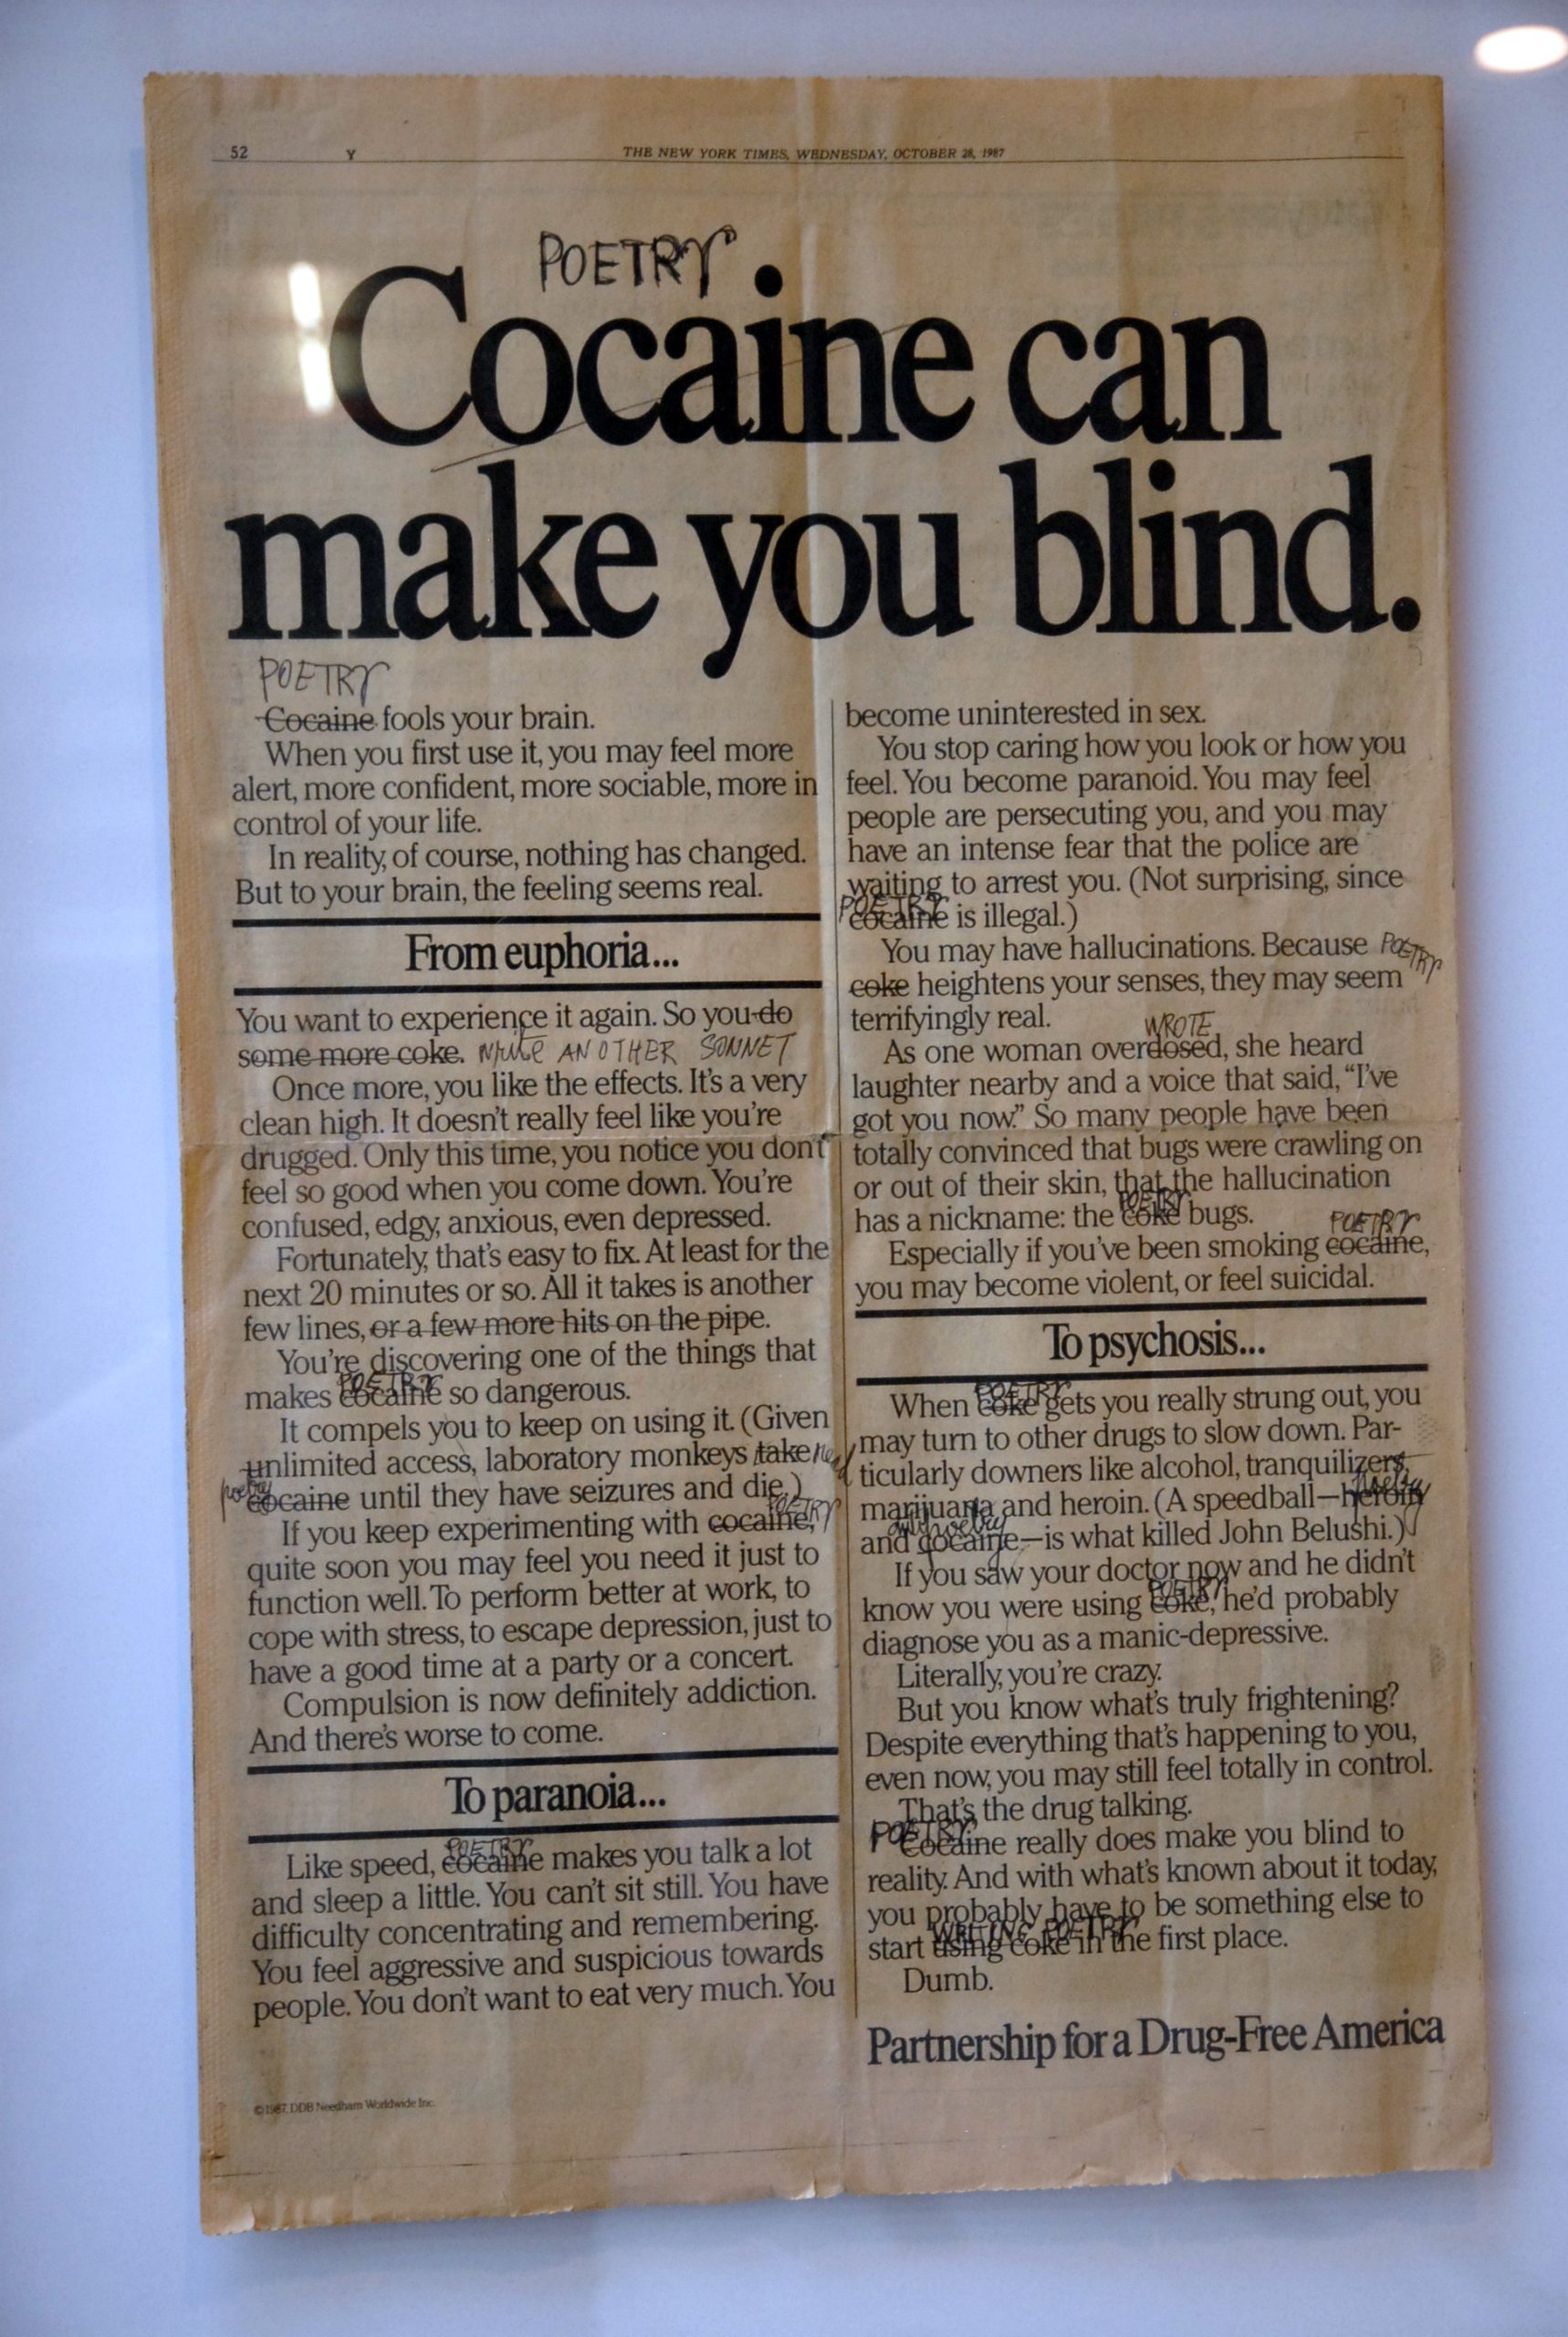 52 Y THE NEW YORK TIMES, WEDNESDAY, OCTOBER 28, 1987
POETRY
Cocaine can
make you blind.
POETRY
Cocaine fools your brain.
When you first use it, you may feel more
alert, more confident, more sociable, more in
control of your life.
In reality, of course, nothing has changed.
But to your brain, the feeling seems real.
From euphoria...
You want to experience it again. So you do
some more coke. WRITE ANOTHER SONNET
Once more, you like the effects. It's a very
clean high. It doesn't really feel like you're
drugged. Only this time, you notice you don't
feel so good when you come down. You're
confused, edgy, anxious, even depressed.
Fortunately, that's easy to fix. At least for the
next 20 minutes or so. All it takes is another
few lines, or a few more hits on the pipe.
You're discovering one of the things that
POETRY
makes cocaine so dangerous.
It compels you to keep on using it. (Given
unlimited access, laboratory monkeys take read
poetry
cocaine until they have seizures and die.)
POETRY
If you keep experimenting with cocaine,
quite soon you may feel you need it just to
function well. To perform better at work, to
cope with stress, to escape depression, just to
have a good time at a party or a concert.
Compulsion is now definitely addiction.
And there's worse to come.
To paranoia...
POETRY
Like speed, cocaine makes you talk a lot
and sleep a little. You can't sit still. You have
difficulty concentrating and remembering.
You feel aggressive and suspicious towards
people. You don't want to eat very much. You
become uninterested in sex.
You stop caring how you look or how you
feel. You become paranoid. You may feel
people are persecuting you, and you may
have an intense fear that the police are
waiting to arrest you. (Not surprising, since
POETRY
cocaine is illegal.)
You may have hallucinations. Because POETRY
coke heightens your senses, they may seem
terrifyingly real.
WROTE
As one woman overdosed, she heard
laughter nearby and a voice that said, “I've
got you now.” So many people have been
totally convinced that bugs were crawling on
or out of their skin, that the hallucination
POETRY
has a nickname: the coke bugs.
POETRY
Especially if you've been smoking cocaine,
you may become violent, or feel suicidal.
To psychosis...
POETRY
When coke gets you really strung out, you
may turn to other drugs to slow down. Par-
ticularly downers like alcohol, tranquilizers,
poetry
marijuana and heroin. (A speedball—heroin
poetry
and cocaine—is what killed John Belushi.)
If you saw your doctor now and he didn't
POETRY
know you were using coke, he'd probably
diagnose you as a manic-depressive.
Literally, you're crazy.
But you know what's truly frightening?
Despite everything that's happening to you,
even now, you may still feel totally in control.
That's the drug talking.
POETRY
Cocaine really does make you blind to
reality. And with what's known about it today,
you probably have to be something else to
WRITING POETRY
start using coke in the first place.
Dumb.
Partnership for a Drug-Free America
©1987 DDB Needham Worldwide Inc.